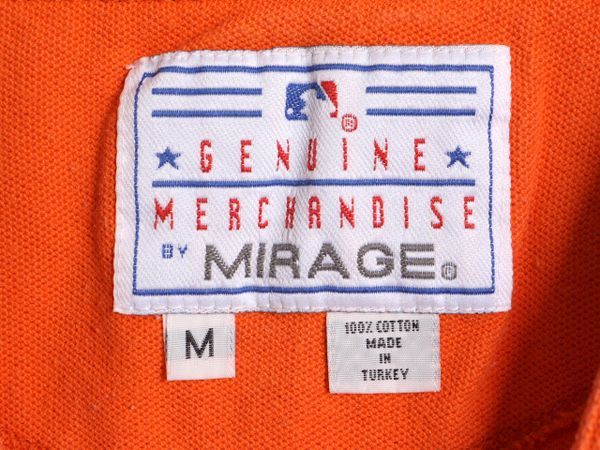 ®
GENUINE
MERCHANDISE
BY MIRAGE®
M
100% COTTON
MADE
IN
TURKEY